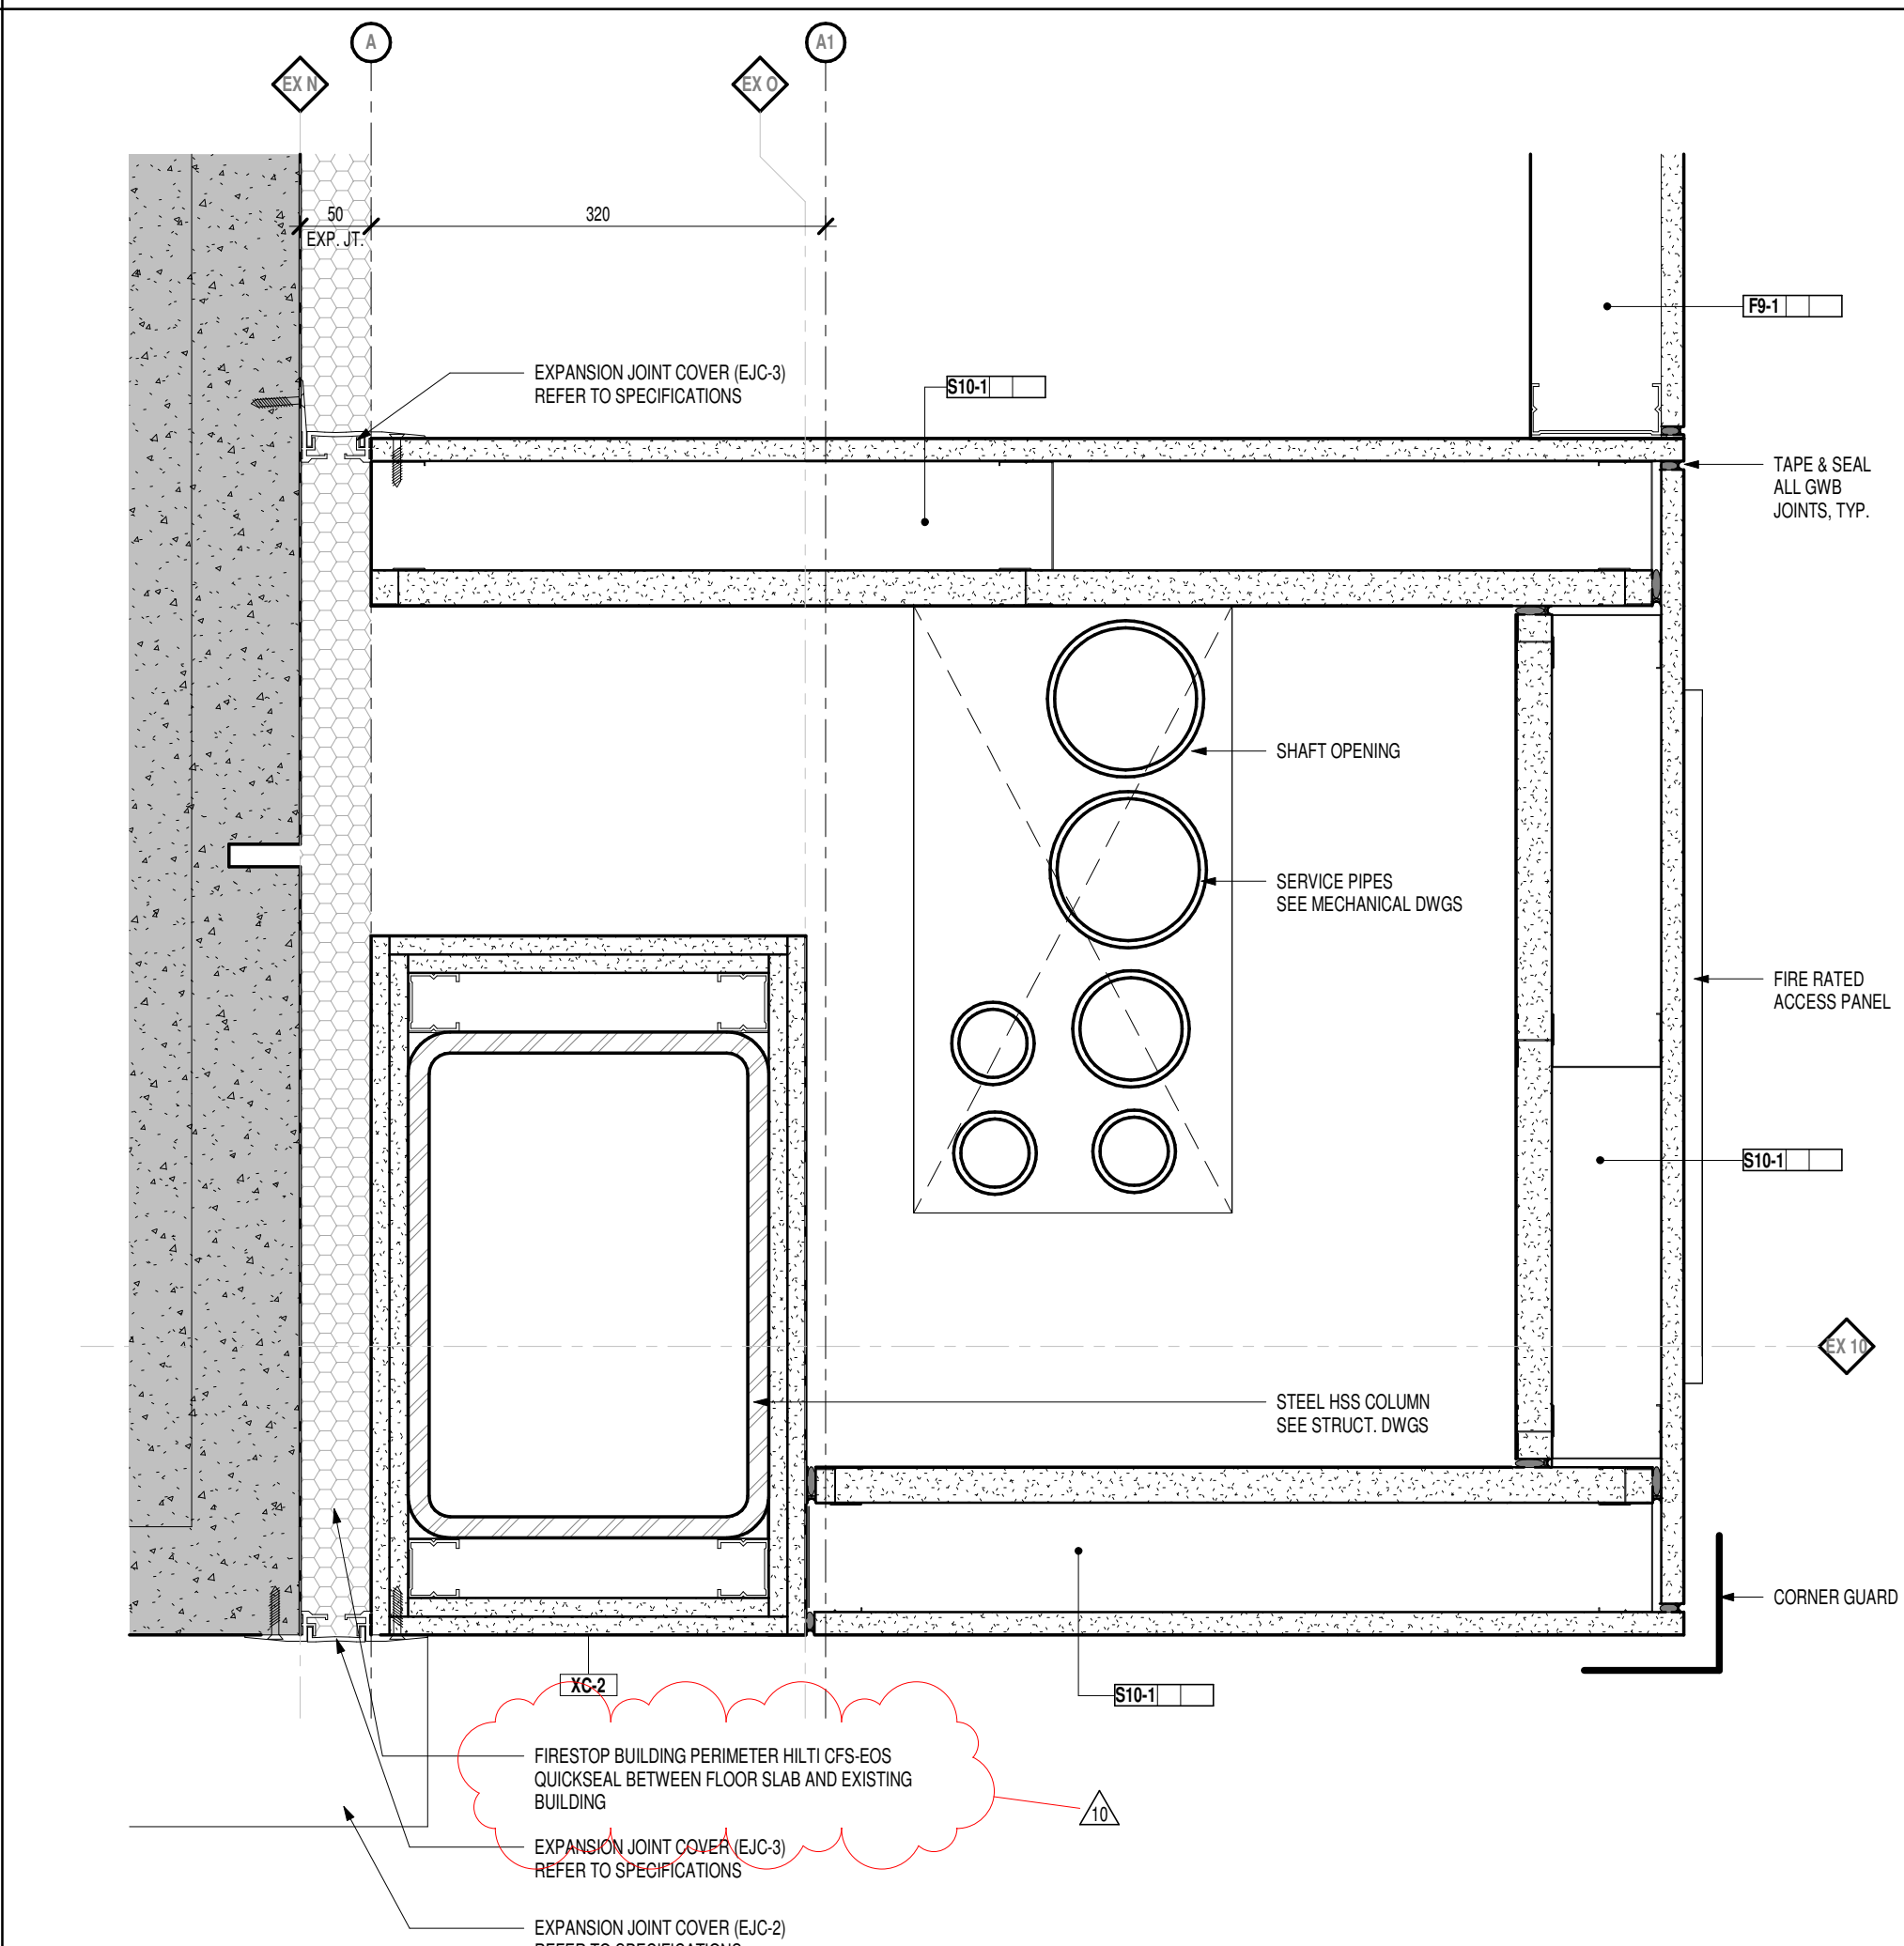 A
A1
EX N
EX O
50
320
EXP. JT.
F9-1
EXPANSION JOINT COVER (EJC-3)
REFER TO SPECIFICATIONS
S10-1
TAPE & SEAL
ALL GWB
JOINTS, TYP.
SHAFT OPENING
SERVICE PIPES
SEE MECHANICAL DWGS
FIRE RATED
ACCESS PANEL
S10-1
EX 10
STEEL HSS COLUMN
SEE STRUCT. DWGS
CORNER GUARD
XC-2
S10-1
FIRESTOP BUILDING PERIMETER HILTI CFS-EOS
QUICKSEAL BETWEEN FLOOR SLAB AND EXISTING
BUILDING
10
EXPANSION JOINT COVER (EJC-3)
REFER TO SPECIFICATIONS
EXPANSION JOINT COVER (EJC-2)
REFER TO SPECIFICATIONS